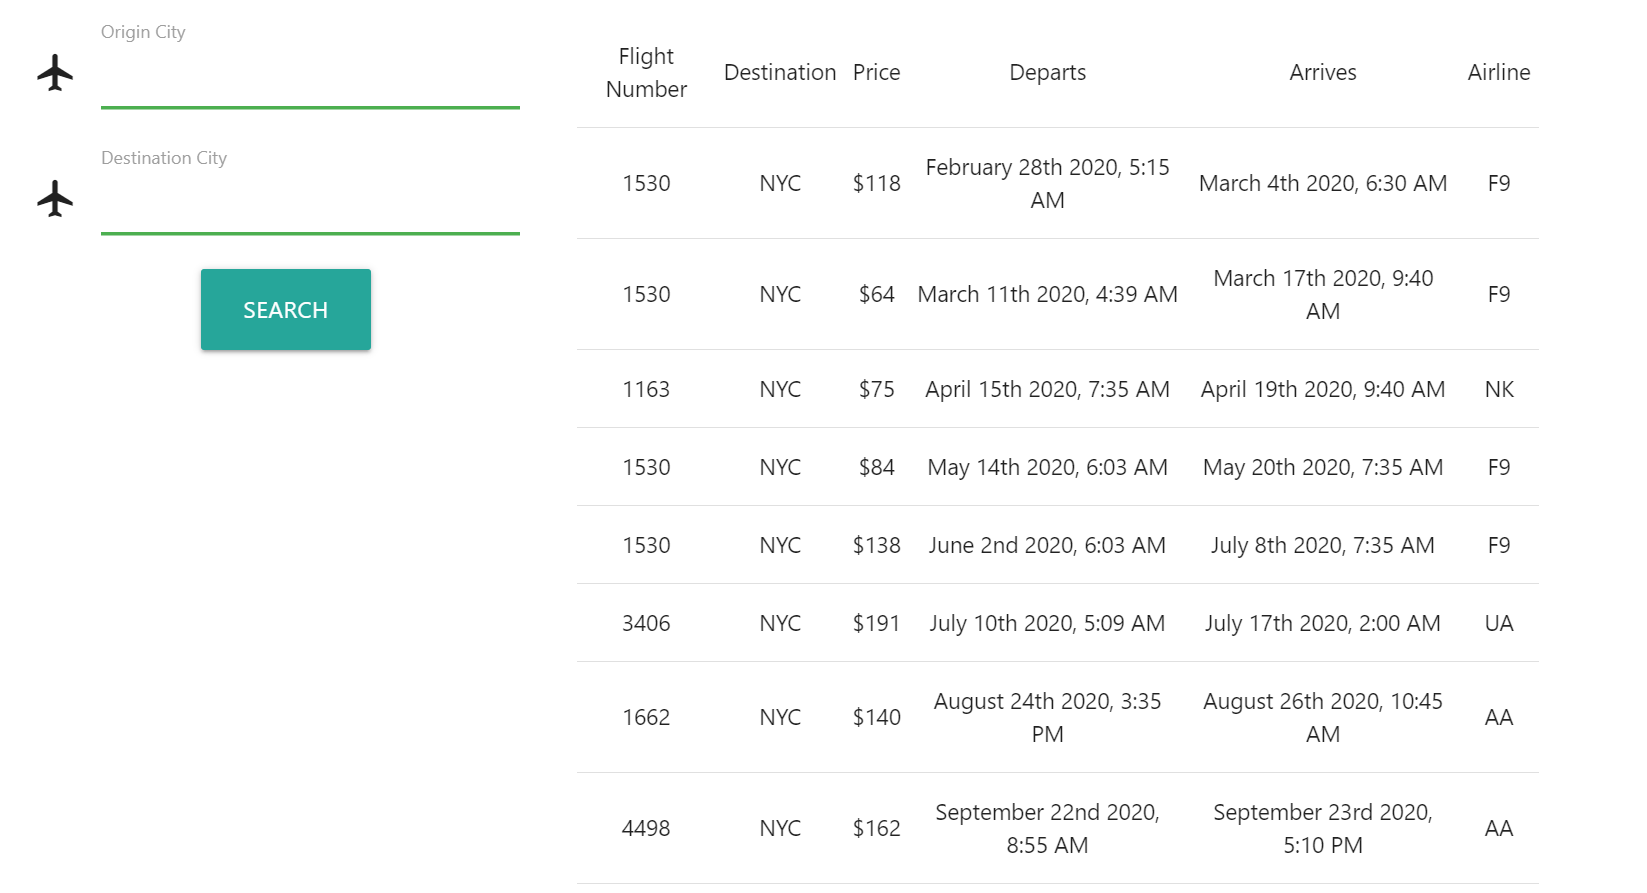 Origin City
Destination City
SEARCH
Flight Number Destination Price Departs Arrives Airline
1530 NYC $118 February 28th 2020, 5:15 AM March 4th 2020, 6:30 AM F9
1530 NYC $64 March 11th 2020, 4:39 AM March 17th 2020, 9:40 AM F9
1163 NYC $75 April 15th 2020, 7:35 AM April 19th 2020, 9:40 AM NK
1530 NYC $84 May 14th 2020, 6:03 AM May 20th 2020, 7:35 AM F9
1530 NYC $138 June 2nd 2020, 6:03 AM July 8th 2020, 7:35 AM F9
3406 NYC $191 July 10th 2020, 5:09 AM July 17th 2020, 2:00 AM UA
1662 NYC $140 August 24th 2020, 3:35 PM August 26th 2020, 10:45 AM AA
4498 NYC $162 September 22nd 2020, 8:55 AM September 23rd 2020, 5:10 PM AA